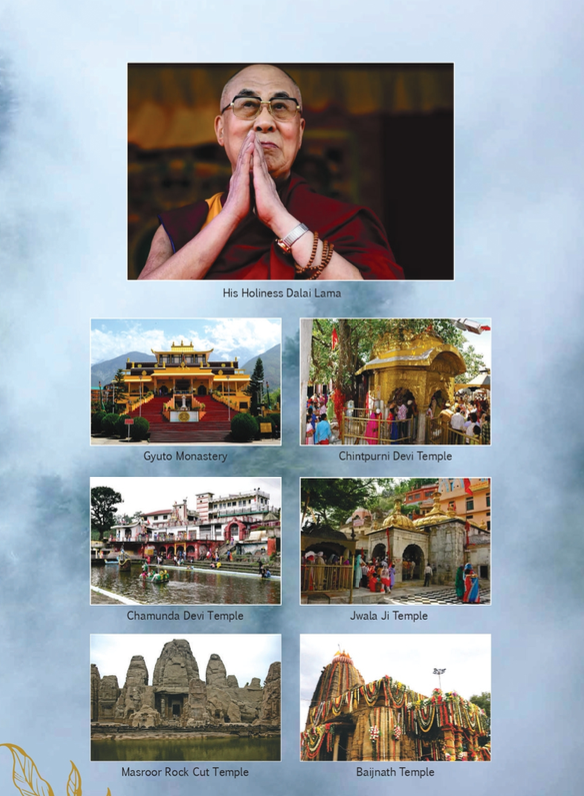 His Holiness Dalai Lama
Gyuto Monastery
Chintpurni Devi Temple
Chamunda Devi Temple
Jwala Ji Temple
Masroor Rock Cut Temple
Baijnath Temple